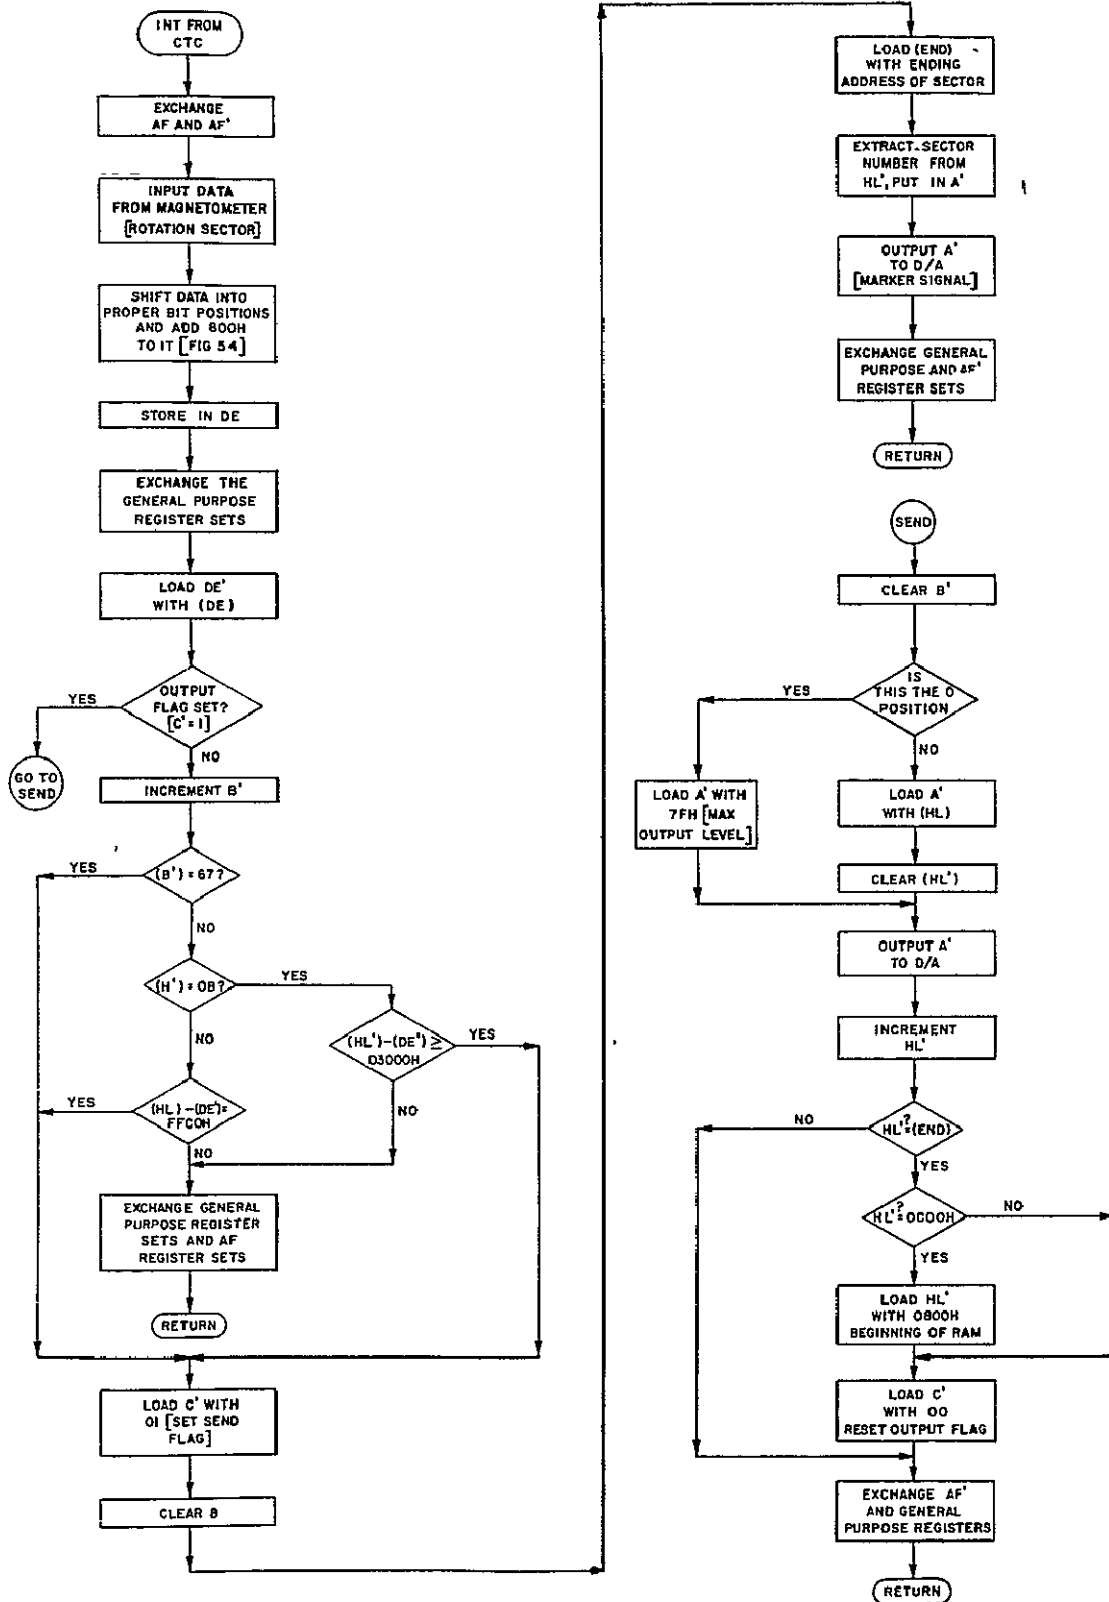 INT FROM
CTC
EXCHANGE
AF AND AF'
INPUT DATA
FROM MAGNETOMETER
[ROTATION SECTOR]
SHIFT DATA INTO
PROPER BIT POSITIONS
AND ADD 800H
TO IT [FIG 54]
STORE IN DE
EXCHANGE THE
GENERAL PURPOSE
REGISTER SETS
LOAD DE'
WITH (DE)
OUTPUT
FLAG SET?
[C'=1]
YES
NO
GO TO
SEND
INCREMENT B'
(B')=67?
YES
NO
(H')=0B?
YES
NO
(HL')-(DE') ≥
D3000H
YES
NO
(HL)-(DE')=
FFC0H
YES
NO
EXCHANGE GENERAL
PURPOSE REGISTER
SETS AND AF
REGISTER SETS
RETURN
LOAD C' WITH
01 [SET SEND
FLAG]
CLEAR B
LOAD (END)
WITH ENDING
ADDRESS OF SECTOR
EXTRACT SECTOR
NUMBER FROM
HL', PUT IN A'
OUTPUT A'
TO D/A
[MARKER SIGNAL]
EXCHANGE GENERAL
PURPOSE AND AF'
REGISTER SETS
RETURN
SEND
CLEAR B'
IS
THIS THE 0
POSITION
YES
NO
LOAD A' WITH
7FH [MAX
OUTPUT LEVEL]
LOAD A'
WITH (HL)
CLEAR (HL')
OUTPUT A'
TO D/A
INCREMENT
HL'
HL'?=(END)
NO
YES
HL'?=0C00H
NO
YES
LOAD HL'
WITH 0800H
BEGINNING OF RAM
LOAD C'
WITH 00
RESET OUTPUT FLAG
EXCHANGE AF'
AND GENERAL
PURPOSE REGISTERS
RETURN